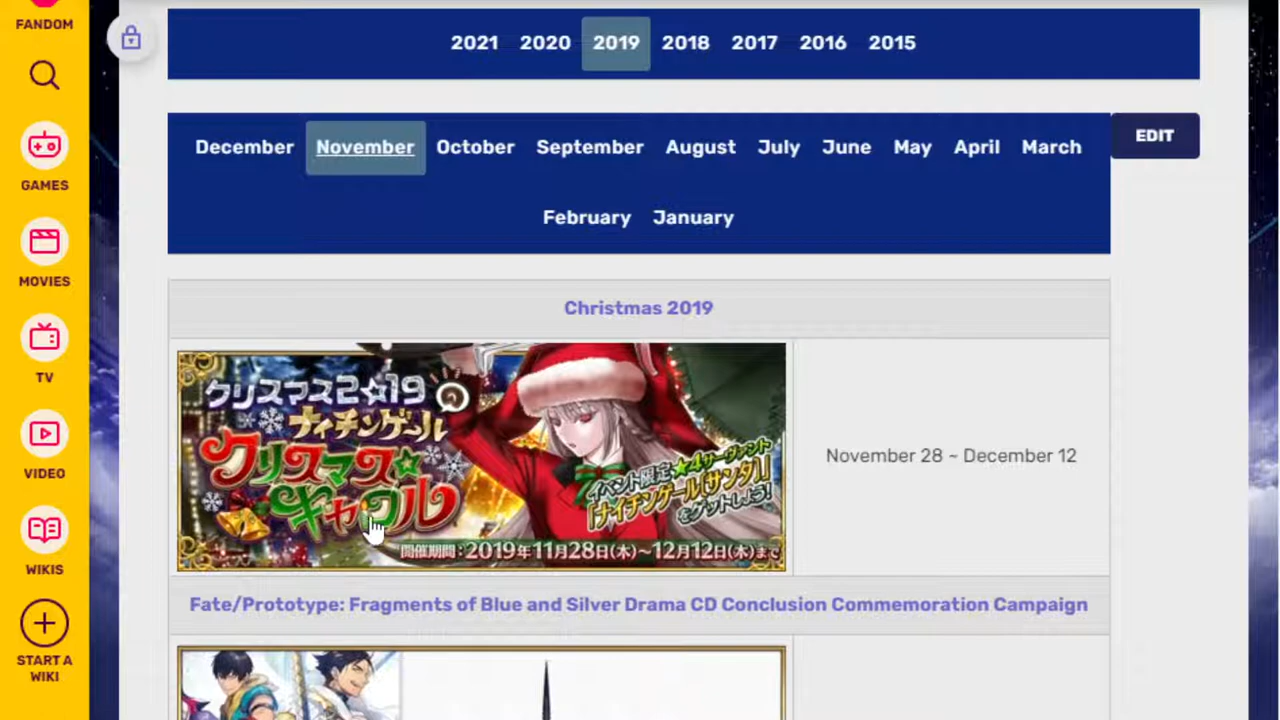 FANDOM
GAMES
MOVIES
TV
VIDEO
WIKIS
START A
WIKI
2021 2020 2019 2018 2017 2016 2015
December November October September August July June May April March
February January
EDIT
Christmas 2019
クリスマス2☆19
ナイチンゲール
クリスマス☆
キャロル
イベント限定★4サーヴァント
「ナイチンゲール〔サンタ〕」
をゲットしよう!
開催期間:2019年11月28日(木)~12月12日(木)まで
November 28 ~ December 12
Fate/Prototype: Fragments of Blue and Silver Drama CD Conclusion Commemoration Campaign